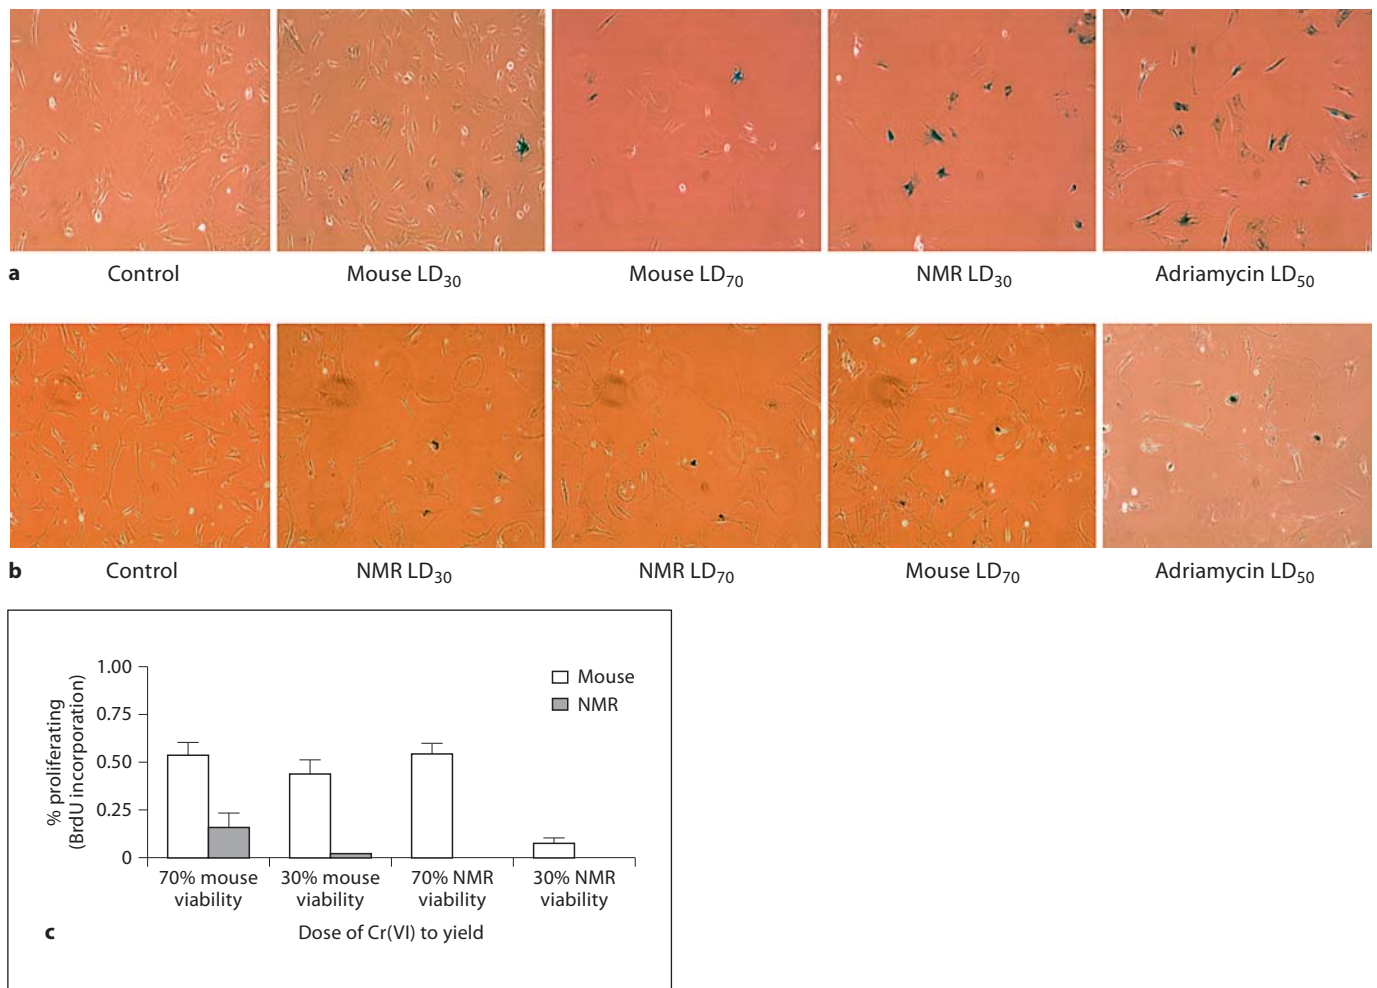 a Control Mouse LD30 Mouse LD70 NMR LD30 Adriamycin LD50
b Control NMR LD30 NMR LD70 Mouse LD70 Adriamycin LD50
1.00
0.75
0.50
0.25
0
% proliferating
(BrdU incorporation)
Mouse
NMR
70% mouse
viability
30% mouse
viability
70% NMR
viability
30% NMR
viability
c Dose of Cr(VI) to yield